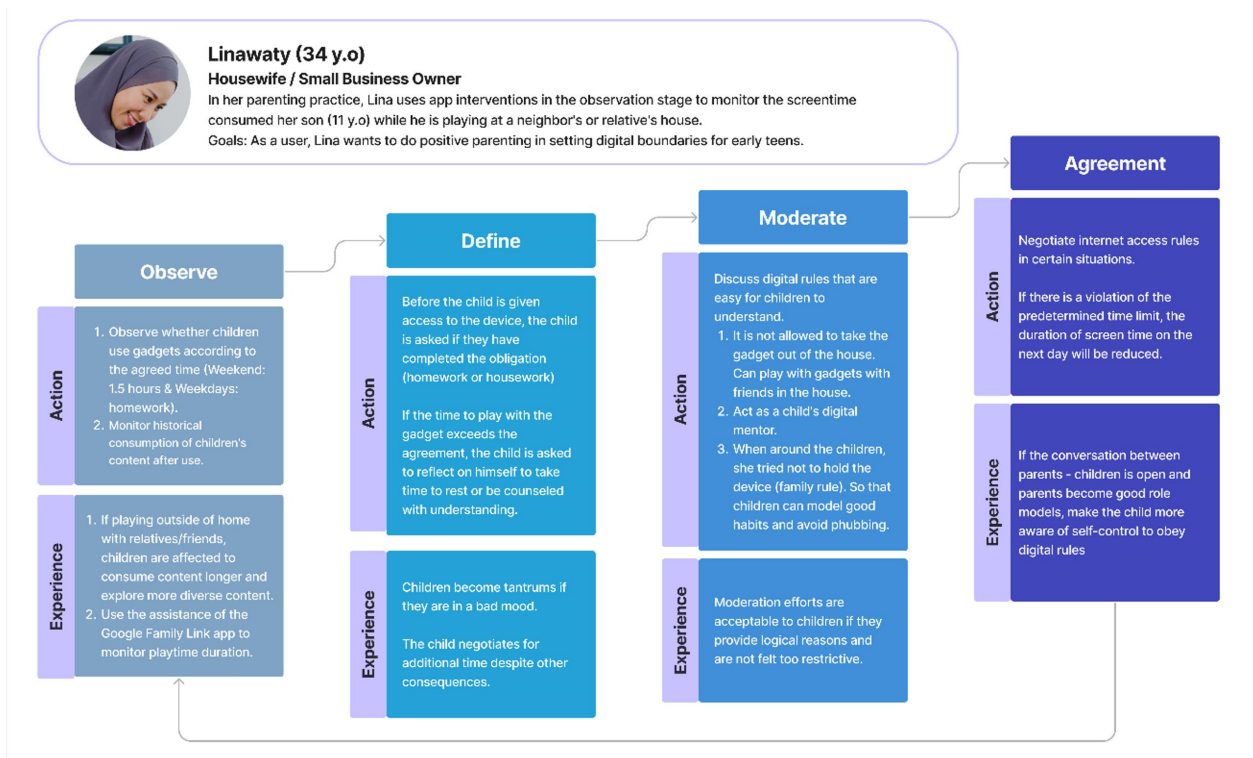 Linawaty (34 y.o)
Housewife / Small Business Owner
In her parenting practice, Lina uses app interventions in the observation stage to monitor the screentime
consumed her son (11 y.o) while he is playing at a neighbor's or relative's house.
Goals: As a user, Lina wants to do positive parenting in setting digital boundaries for early teens.
Observe
Action
1. Observe whether children
use gadgets according to
the agreed time (Weekend:
1.5 hours & Weekdays:
homework).
2. Monitor historical
consumption of children's
content after use.
Experience
1. If playing outside of home
with relatives/friends,
children are affected to
consume content longer and
explore more diverse content.
2. Use the assistance of the
Google Family Link app to
monitor playtime duration.
Define
Action
Before the child is given
access to the device, the child
is asked if they have
completed the obligation
(homework or housework)
If the time to play with the
gadget exceeds the
agreement, the child is asked
to reflect on himself to take
time to rest or be counseled
with understanding.
Experience
Children become tantrums if
they are in a bad mood.
The child negotiates for
additional time despite other
consequences.
Moderate
Action
Discuss digital rules that are
easy for children to
understand.
1. It is not allowed to take the
gadget out of the house.
Can play with gadgets with
friends in the house.
2. Act as a child's digital
mentor.
3. When around the children,
she tried not to hold the
device (family rule). So that
children can model good
habits and avoid phubbing.
Experience
Moderation efforts are
acceptable to children if they
provide logical reasons and
are not felt too restrictive.
Agreement
Action
Negotiate internet access rules
in certain situations.
If there is a violation of the
predetermined time limit, the
duration of screen time on the
next day will be reduced.
Experience
If the conversation between
parents - children is open and
parents become good role
models, make the child more
aware of self-control to obey
digital rules